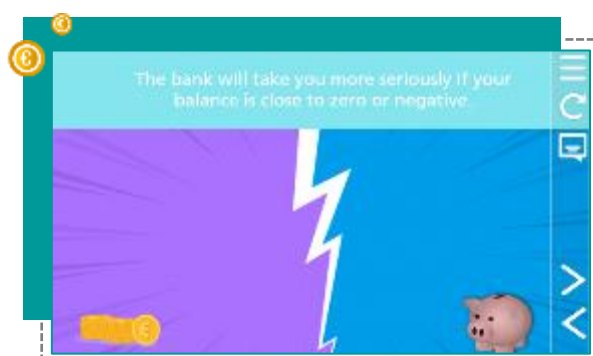 The bank will take you more seriously if your
balance is close to zero or negative.